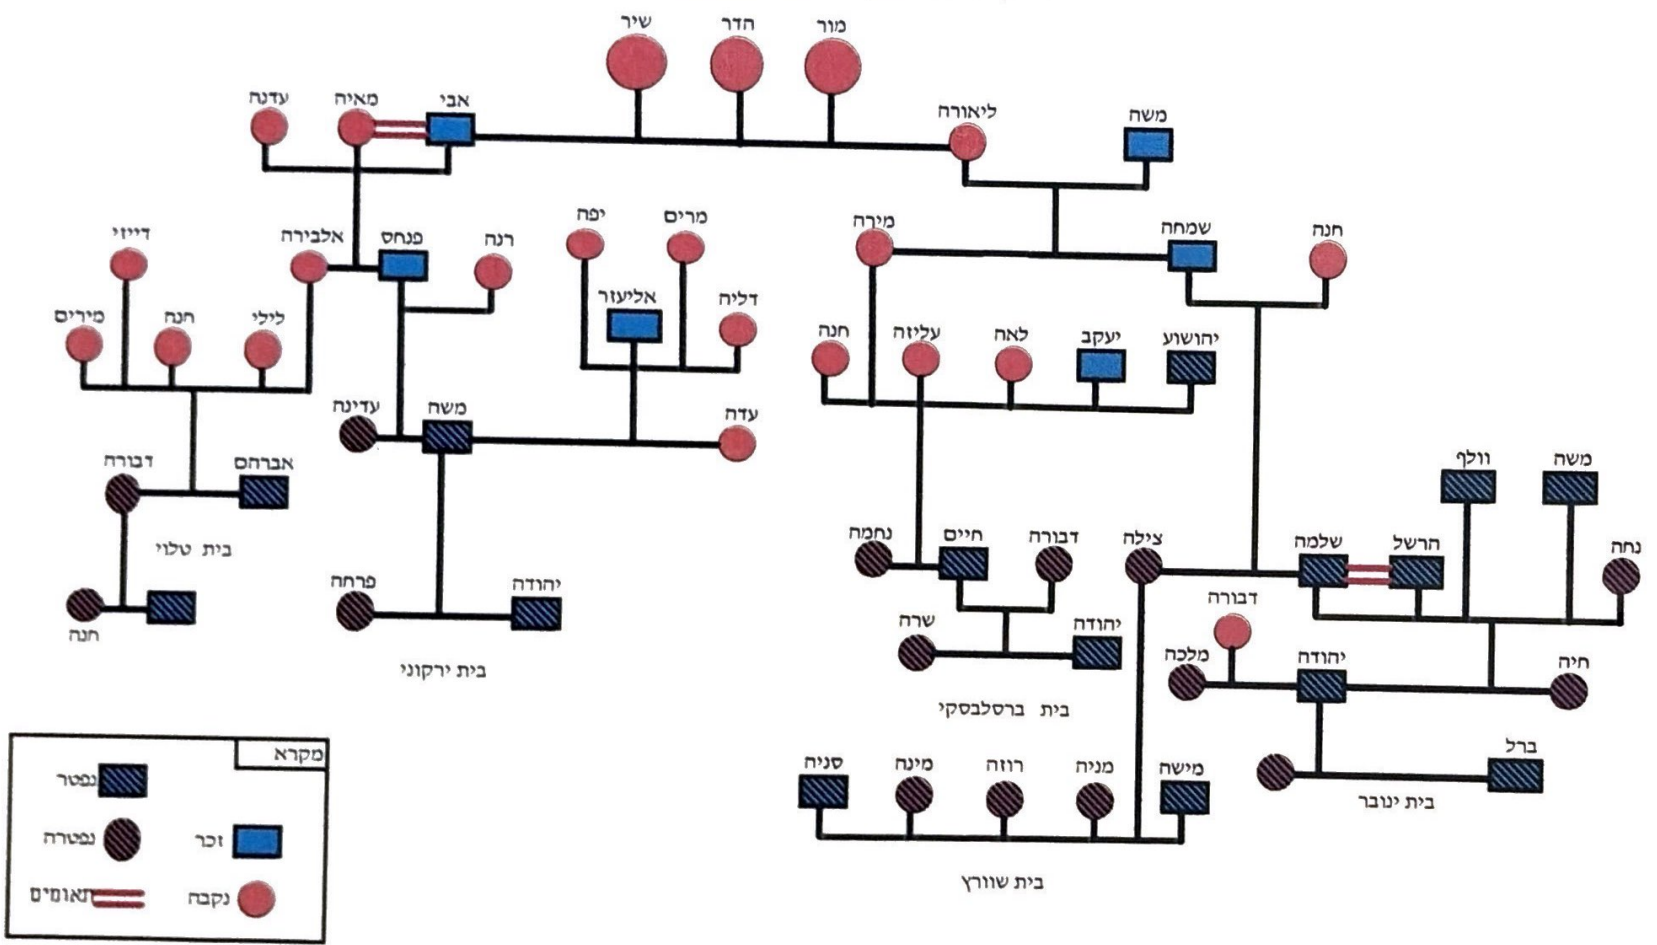 שיר הדר מור
עדנה מאיה אבי ליאורה משה
דייזי אלבירה פנחס רנה יפה מרים מירה שמחה חנה
מירים חנה לילי אליעזר דליה חנה עליזה לאה יעקב יהושוע
עדינה משה עדה
דבורה אברהם וולף משה
בית טלוי
נחמה חיים דבורה צילה שלמה הרשל נחה
חנה
פרחה יהודה
שרה יהודה
דבורה
מלכה יהודה חיה
בית ירקוני
בית ברסלבסקי
סניה מינה רוזה מניה מישה
ברל
בית ינובר
בית שוורץ
מקרא
נפטר
נפטרה זכר
תאומים נקבה